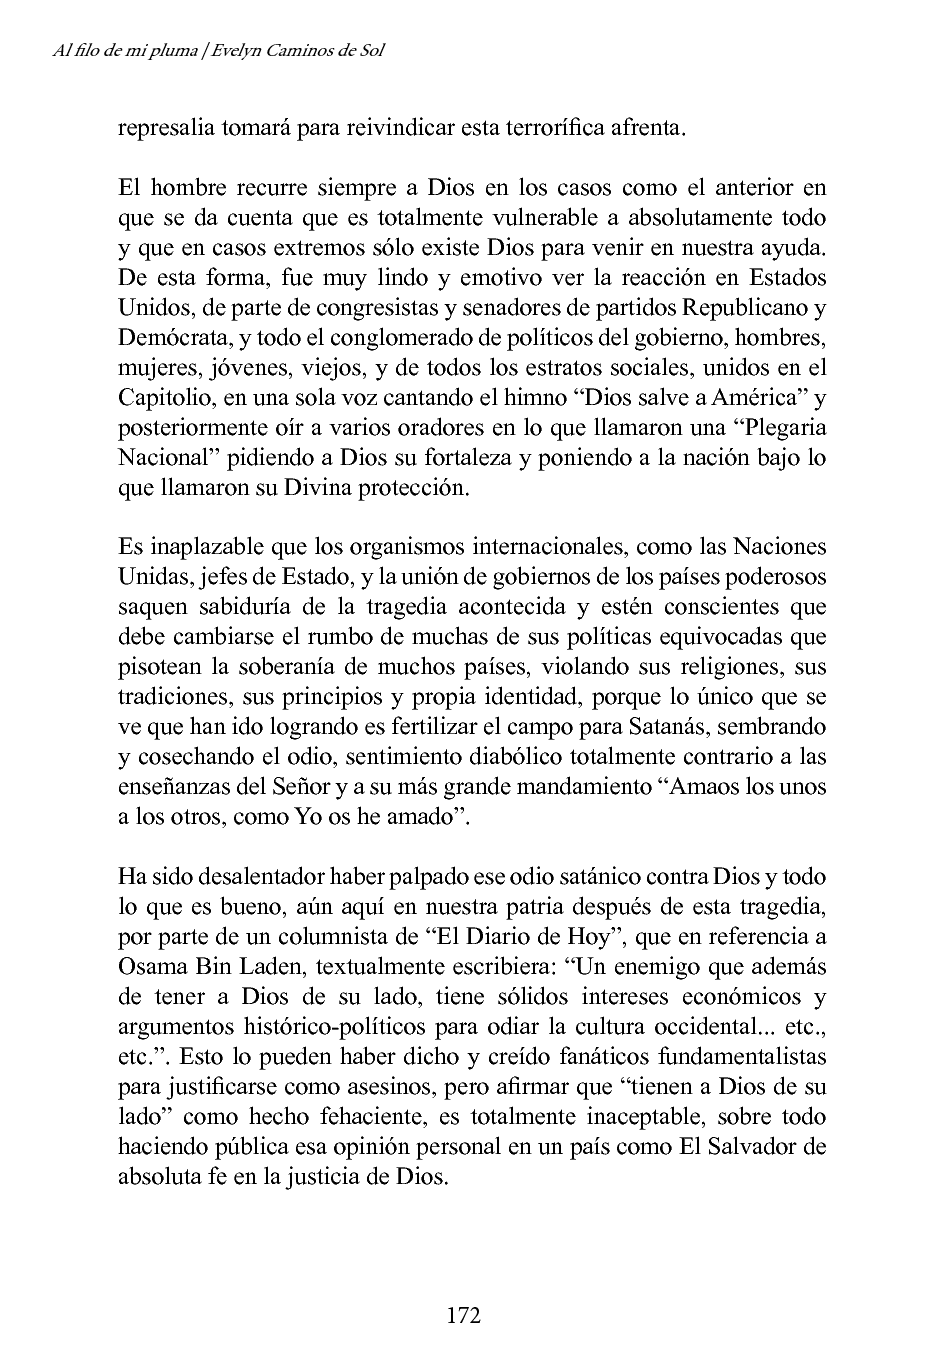 Al filo de mi pluma | Evelyn Caminos de Sol
represalia tomará para reivindicar esta terrorífica afrenta.
El hombre recurre siempre a Dios en los casos como el anterior en
que se da cuenta que es totalmente vulnerable a absolutamente todo
y que en casos extremos sólo existe Dios para venir en nuestra ayuda.
De esta forma, fue muy lindo y emotivo ver la reacción en Estados
Unidos, de parte de congresistas y senadores de partidos Republicano y
Demócrata, y todo el conglomerado de políticos del gobierno, hombres,
mujeres, jóvenes, viejos, y de todos los estratos sociales, unidos en el
Capitolio, en una sola voz cantando el himno “Dios salve a América” y
posteriormente oír a varios oradores en lo que llamaron una “Plegaria
Nacional” pidiendo a Dios su fortaleza y poniendo a la nación bajo lo
que llamaron su Divina protección.
Es inaplazable que los organismos internacionales, como las Naciones
Unidas, jefes de Estado, y la unión de gobiernos de los países poderosos
saquen sabiduría de la tragedia acontecida y estén conscientes que
debe cambiarse el rumbo de muchas de sus políticas equivocadas que
pisotean la soberanía de muchos países, violando sus religiones, sus
tradiciones, sus principios y propia identidad, porque lo único que se
ve que han ido logrando es fertilizar el campo para Satanás, sembrando
y cosechando el odio, sentimiento diabólico totalmente contrario a las
enseñanzas del Señor y a su más grande mandamiento “Amaos los unos
a los otros, como Yo os he amado”.
Ha sido desalentador haber palpado ese odio satánico contra Dios y todo
lo que es bueno, aún aquí en nuestra patria después de esta tragedia,
por parte de un columnista de “El Diario de Hoy”, que en referencia a
Osama Bin Laden, textualmente escribiera: “Un enemigo que además
de tener a Dios de su lado, tiene sólidos intereses económicos y
argumentos histórico-políticos para odiar la cultura occidental... etc.,
etc.”. Esto lo pueden haber dicho y creído fanáticos fundamentalistas
para justificarse como asesinos, pero afirmar que “tienen a Dios de su
lado” como hecho fehaciente, es totalmente inaceptable, sobre todo
haciendo pública esa opinión personal en un país como El Salvador de
absoluta fe en la justicia de Dios.
172